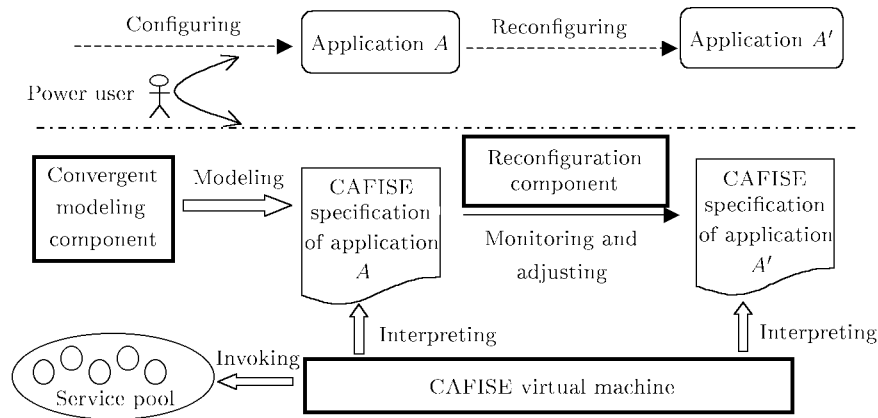 Configuring
Application A
Reconfiguring
Application A′
Power user
Convergent
modeling
component
Modeling
CAFISE
specification
of application
A
Reconfiguration
component
Monitoring and
adjusting
CAFISE
specification
of application
A′
Interpreting
Interpreting
Invoking
Service pool
CAFISE virtual machine